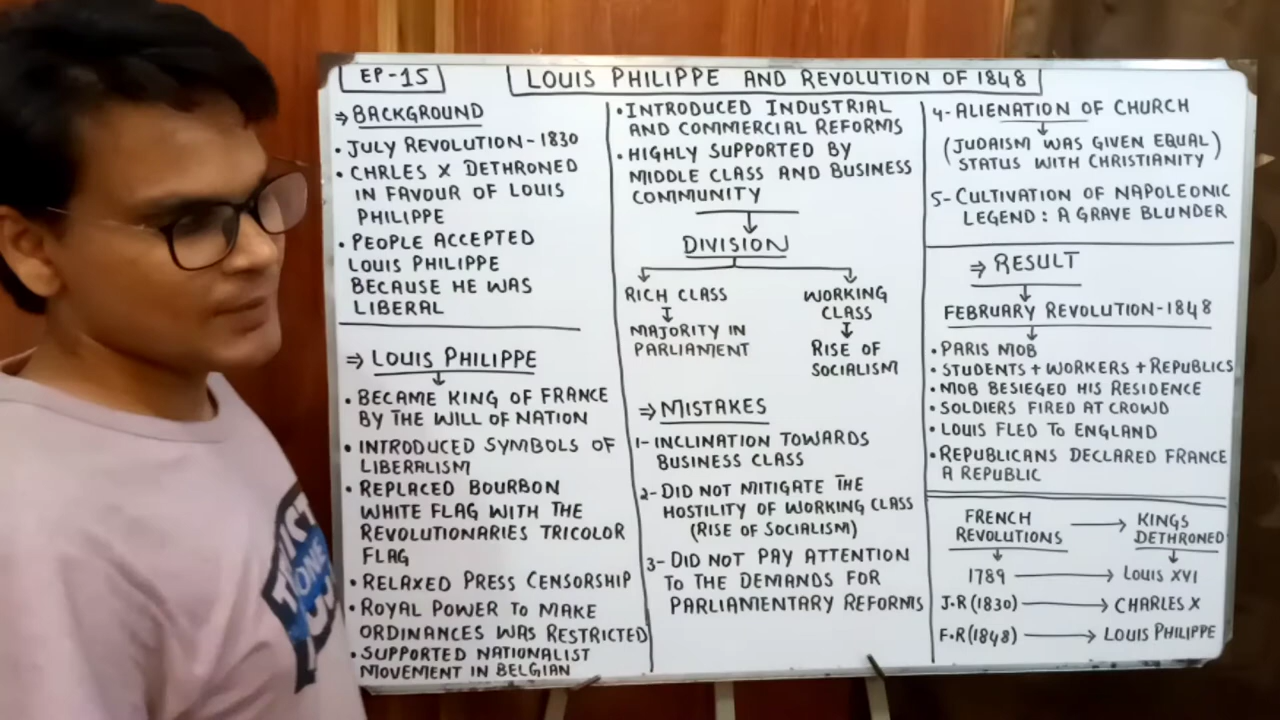 EP-15
LOUIS PHILIPPE AND REVOLUTION OF 1848
⇒ BACKGROUND
• JULY REVOLUTION - 1830
• CHRLES X DETHRONED
IN FAVOUR OF LOUIS
PHILIPPE
• PEOPLE ACCEPTED
LOUIS PHILIPPE
BECAUSE HE WAS
LIBERAL
⇒ LOUIS PHILIPPE
• BECAME KING OF FRANCE
BY THE WILL OF NATION
• INTRODUCED SYMBOLS OF
LIBERALISM
• REPLACED BOURBON
WHITE FLAG WITH THE
REVOLUTIONARIES TRICOLOR
FLAG
• RELAXED PRESS CENSORSHIP
• ROYAL POWER TO MAKE
ORDINANCES WAS RESTRICTED
• SUPPORTED NATIONALIST
MOVEMENT IN BELGIAN
• INTRODUCED INDUSTRIAL
AND COMMERCIAL REFORMS
• HIGHLY SUPPORTED BY
MIDDLE CLASS AND BUSINESS
COMMUNITY
DIVISION
RICH CLASS
MAJORITY IN
PARLIAMENT
WORKING
CLASS
RISE OF
SOCIALISM
⇒ MISTAKES
1- INCLINATION TOWARDS
BUSINESS CLASS
2- DID NOT MITIGATE THE
HOSTILITY OF WORKING CLASS
(RISE OF SOCIALISM)
3- DID NOT PAY ATTENTION
TO THE DEMANDS FOR
PARLIAMENTARY REFORMS
4- ALIENATION OF CHURCH
(JUDAISM WAS GIVEN EQUAL
STATUS WITH CHRISTIANITY)
5- CULTIVATION OF NAPOLEONIC
LEGEND : A GRAVE BLUNDER
⇒ RESULT
FEBRUARY REVOLUTION-1848
• PARIS MOB
• STUDENTS + WORKERS + REPUBLICS
• MOB BESIEGED HIS RESIDENCE
• SOLDIERS FIRED AT CROWD
• LOUIS FLED TO ENGLAND
• REPUBLICANS DECLARED FRANCE
A REPUBLIC
FRENCH
REVOLUTIONS → KINGS
DETHRONED
1789 → LOUIS XVI
J.R(1830) → CHARLES X
F.R(1848) → LOUIS PHILIPPE